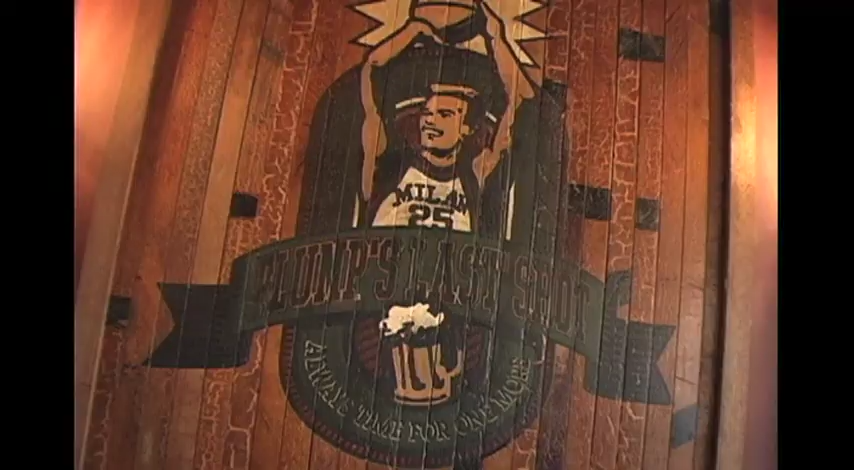 MILAN
25
PLUMP'S LAST SHOT
ALWAYS TIME FOR ONE MORE